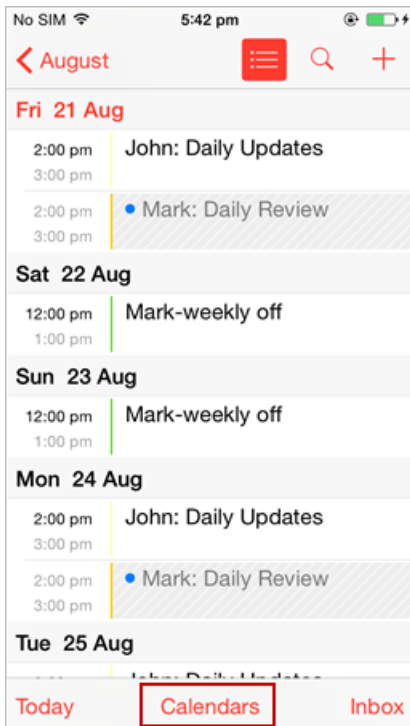 No SIM 5:42 pm
August
Fri 21 Aug
2:00 pm John: Daily Updates
3:00 pm
2:00 pm Mark: Daily Review
3:00 pm
Sat 22 Aug
12:00 pm Mark-weekly off
1:00 pm
Sun 23 Aug
12:00 pm Mark-weekly off
1:00 pm
Mon 24 Aug
2:00 pm John: Daily Updates
3:00 pm
2:00 pm Mark: Daily Review
3:00 pm
Tue 25 Aug
Today Calendars Inbox